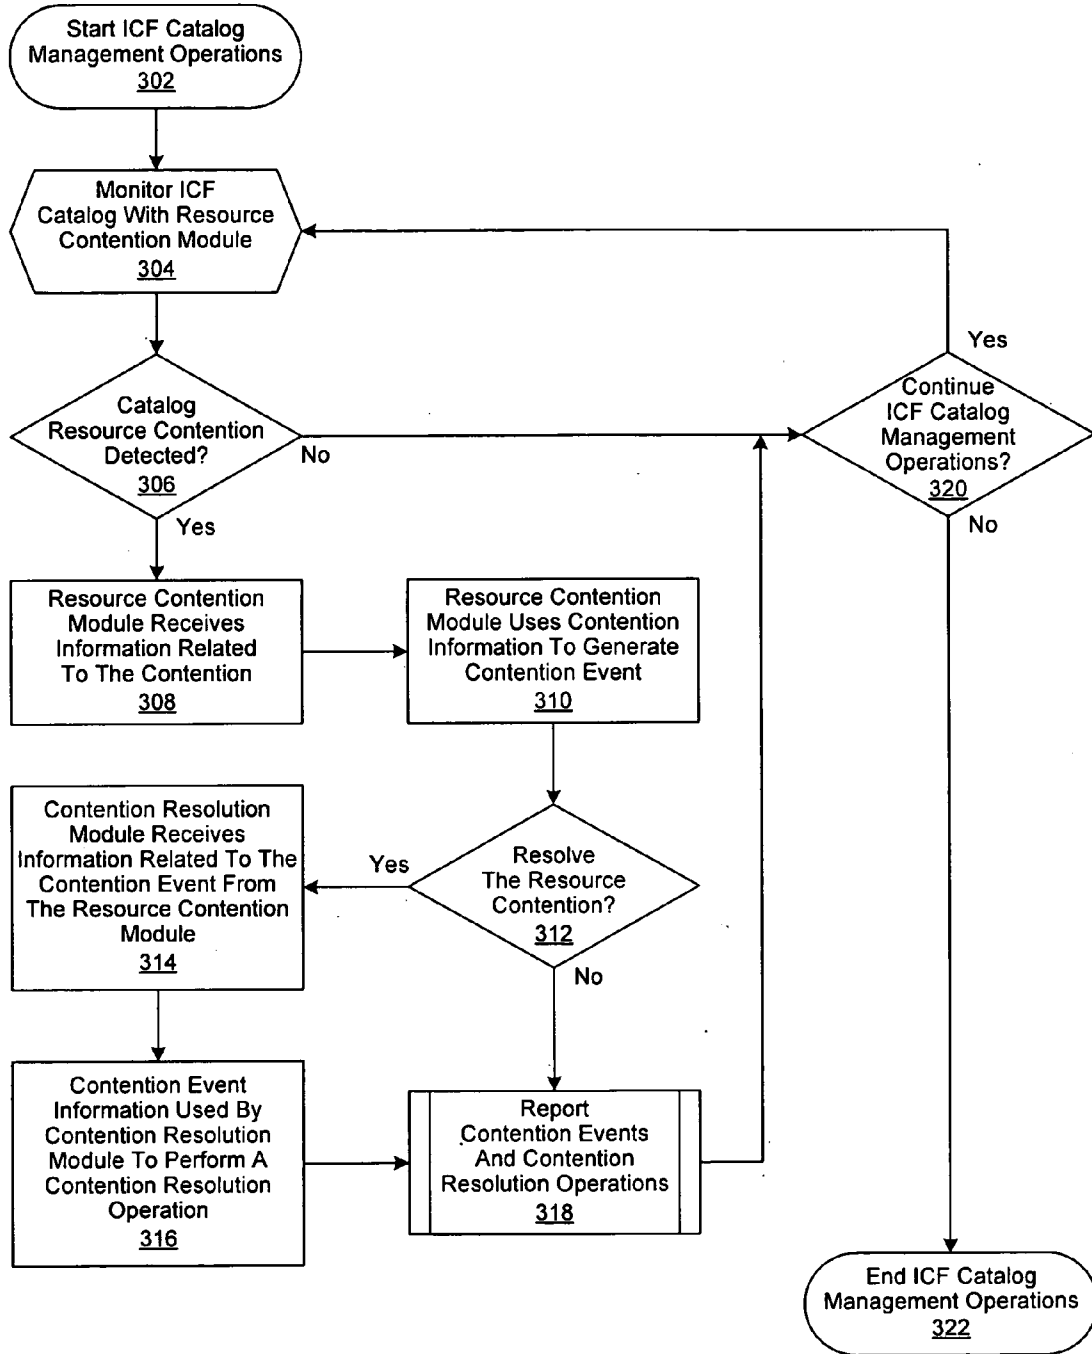 Start ICF Catalog
Management Operations
302
Monitor ICF
Catalog With Resource
Contention Module
304
Yes
Continue
ICF Catalog
Management
Operations?
320
No
Catalog
Resource Contention
Detected?
306
No
Yes
Resource Contention
Module Receives
Information Related
To The Contention
308
Resource Contention
Module Uses Contention
Information To Generate
Contention Event
310
Contention Resolution
Module Receives
Information Related To The
Contention Event From
The Resource Contention
Module
314
Yes
Resolve
The Resource
Contention?
312
No
Contention Event
Information Used By
Contention Resolution
Module To Perform A
Contention Resolution
Operation
316
Report
Contention Events
And Contention
Resolution Operations
318
End ICF Catalog
Management Operations
322